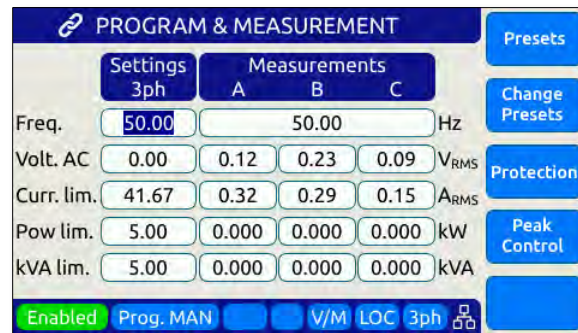 PROGRAM & MEASUREMENT
Settings Measurements
3ph A B C
Freq. 50.00 50.00 Hz
Volt. AC 0.00 0.12 0.23 0.09 VRMS
Curr. lim. 41.67 0.32 0.29 0.15 ARMS
Pow lim. 5.00 0.000 0.000 0.000 kW
kVA lim. 5.00 0.000 0.000 0.000 kVA
Enabled Prog. MAN V/M LOC 3ph
Presets
Change
Presets
Protection
Peak
Control